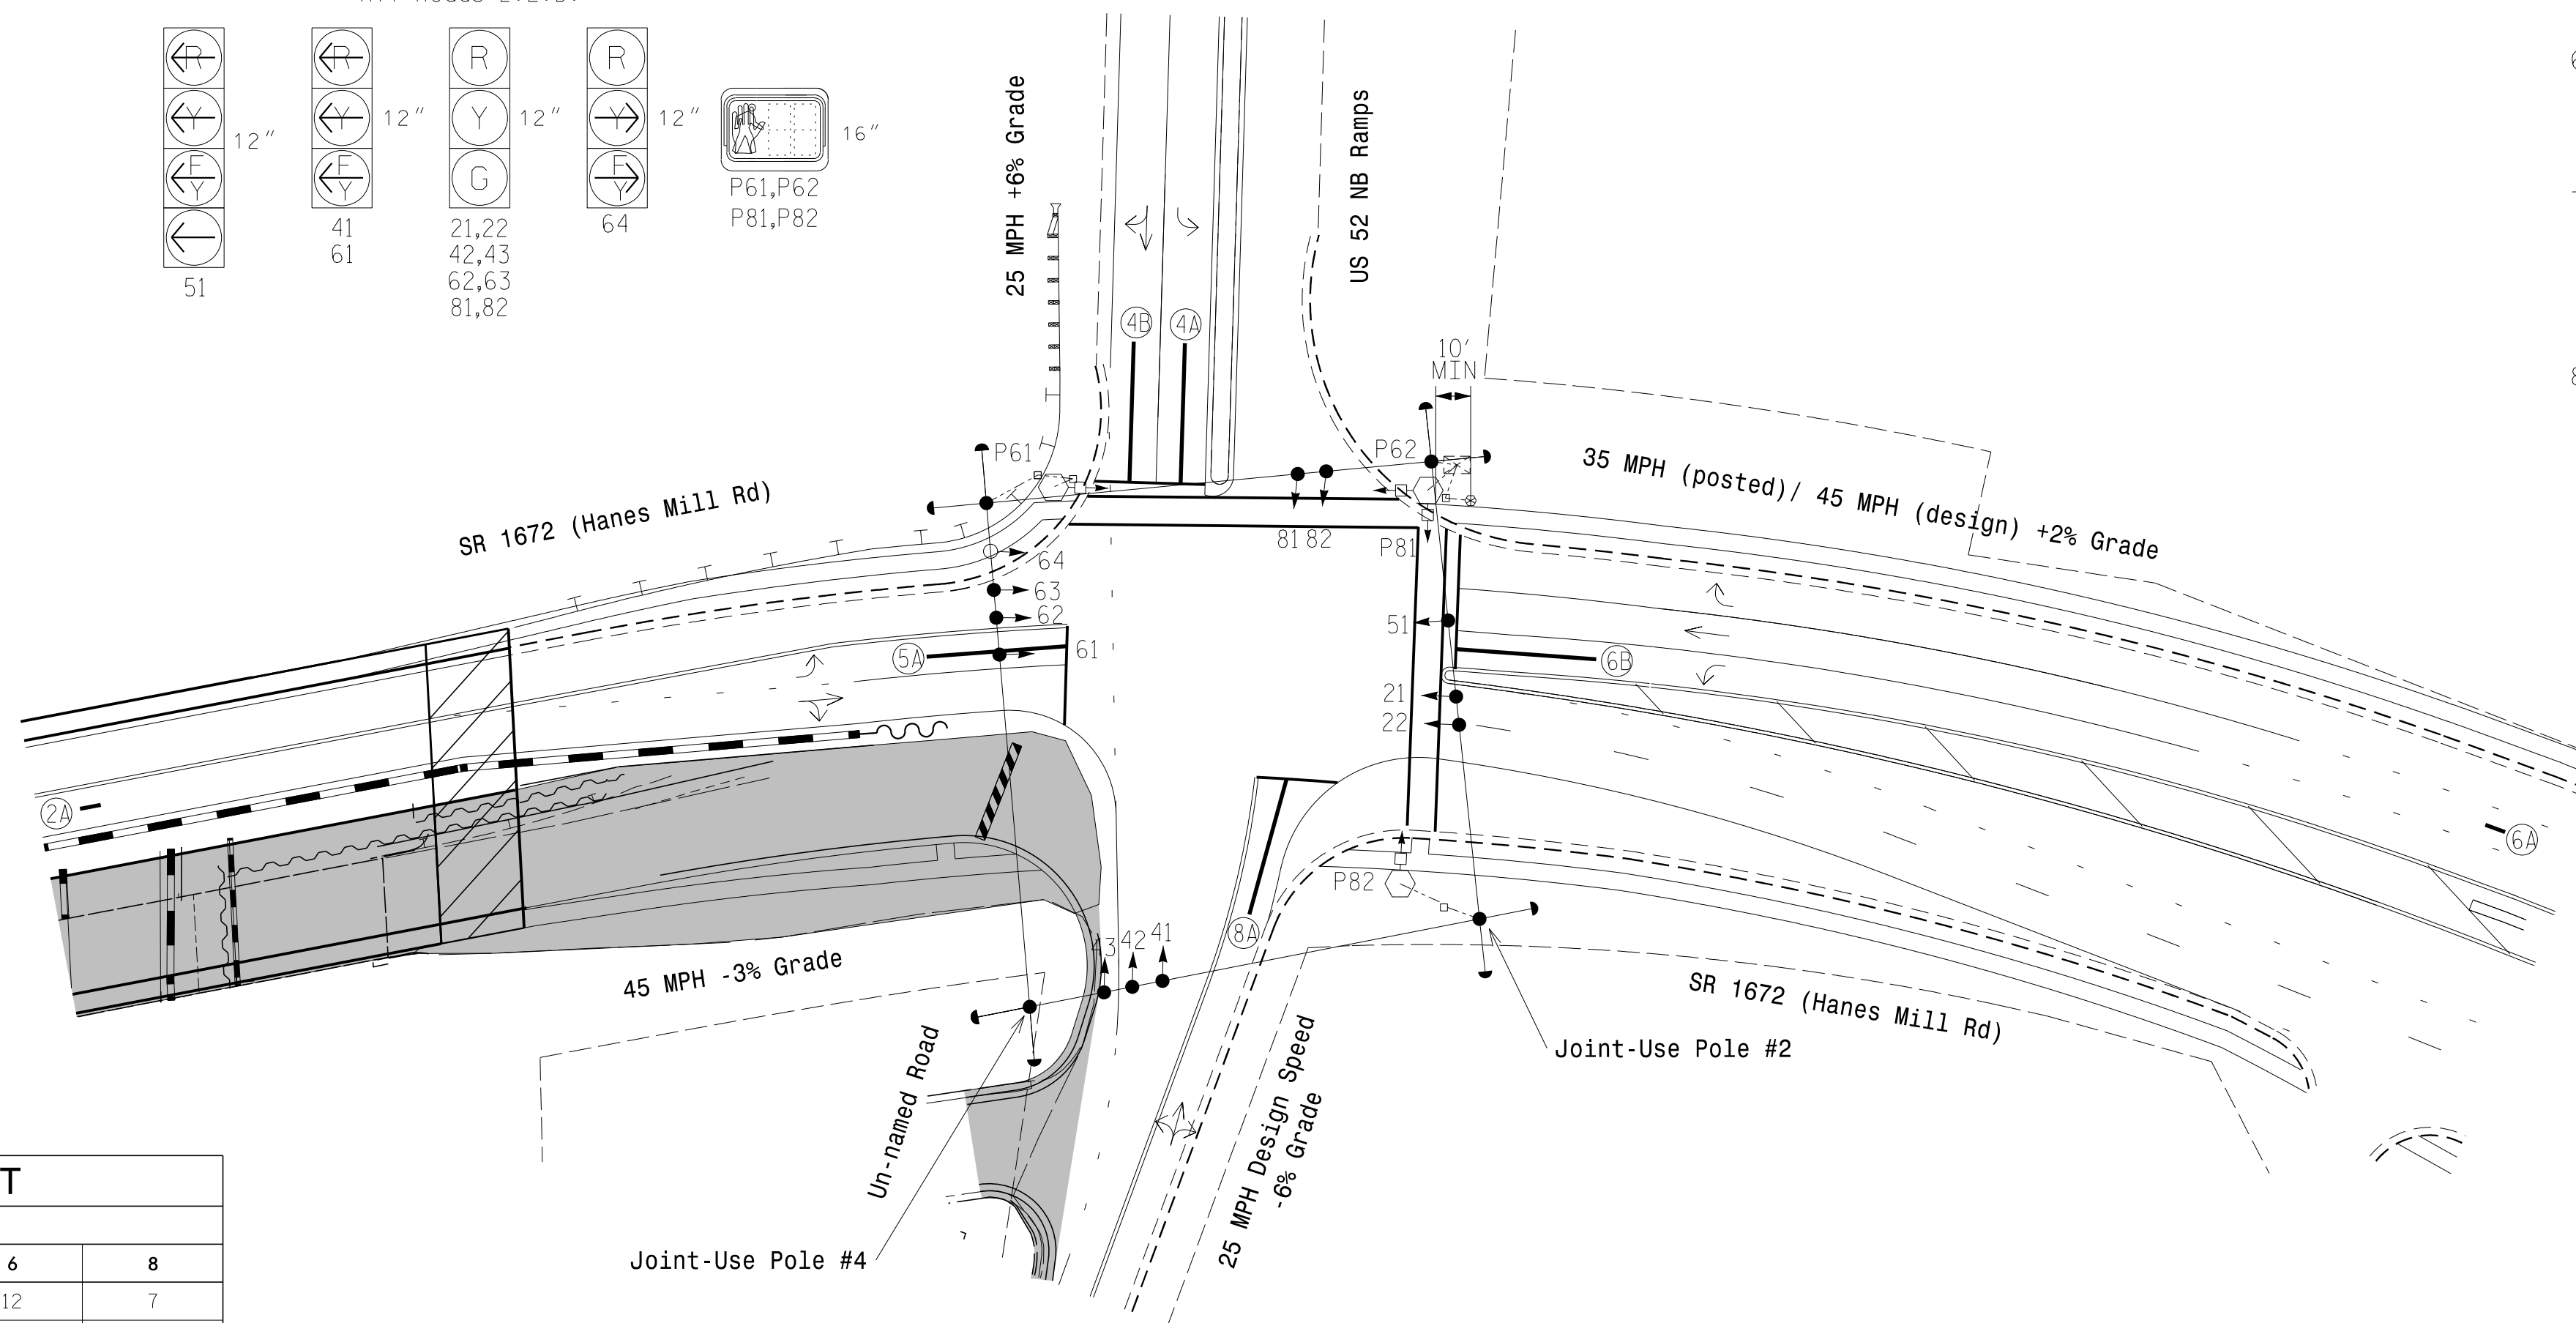 R
Y
F
Y
12"
51
R
Y
F
Y
12"
41
61
R
Y
G
12"
21,22
42,43
62,63
81,82
R
Y
F
Y
12"
64
16"
P61,P62
P81,P82
25 MPH +6% Grade
US 52 NB Ramps
4B
4A
10'
MIN
P61
P62
35 MPH (posted)/ 45 MPH (design) +2% Grade
SR 1672 (Hanes Mill Rd)
81 82
P81
64
63
62
61
5A
51
6B
21
22
2A
6A
P82
8A
43
42
41
45 MPH -3% Grade
SR 1672 (Hanes Mill Rd)
Joint-Use Pole #2
Un-named Road
25 MPH Design Speed
-6% Grade
Joint-Use Pole #4
T
6
8
12
7